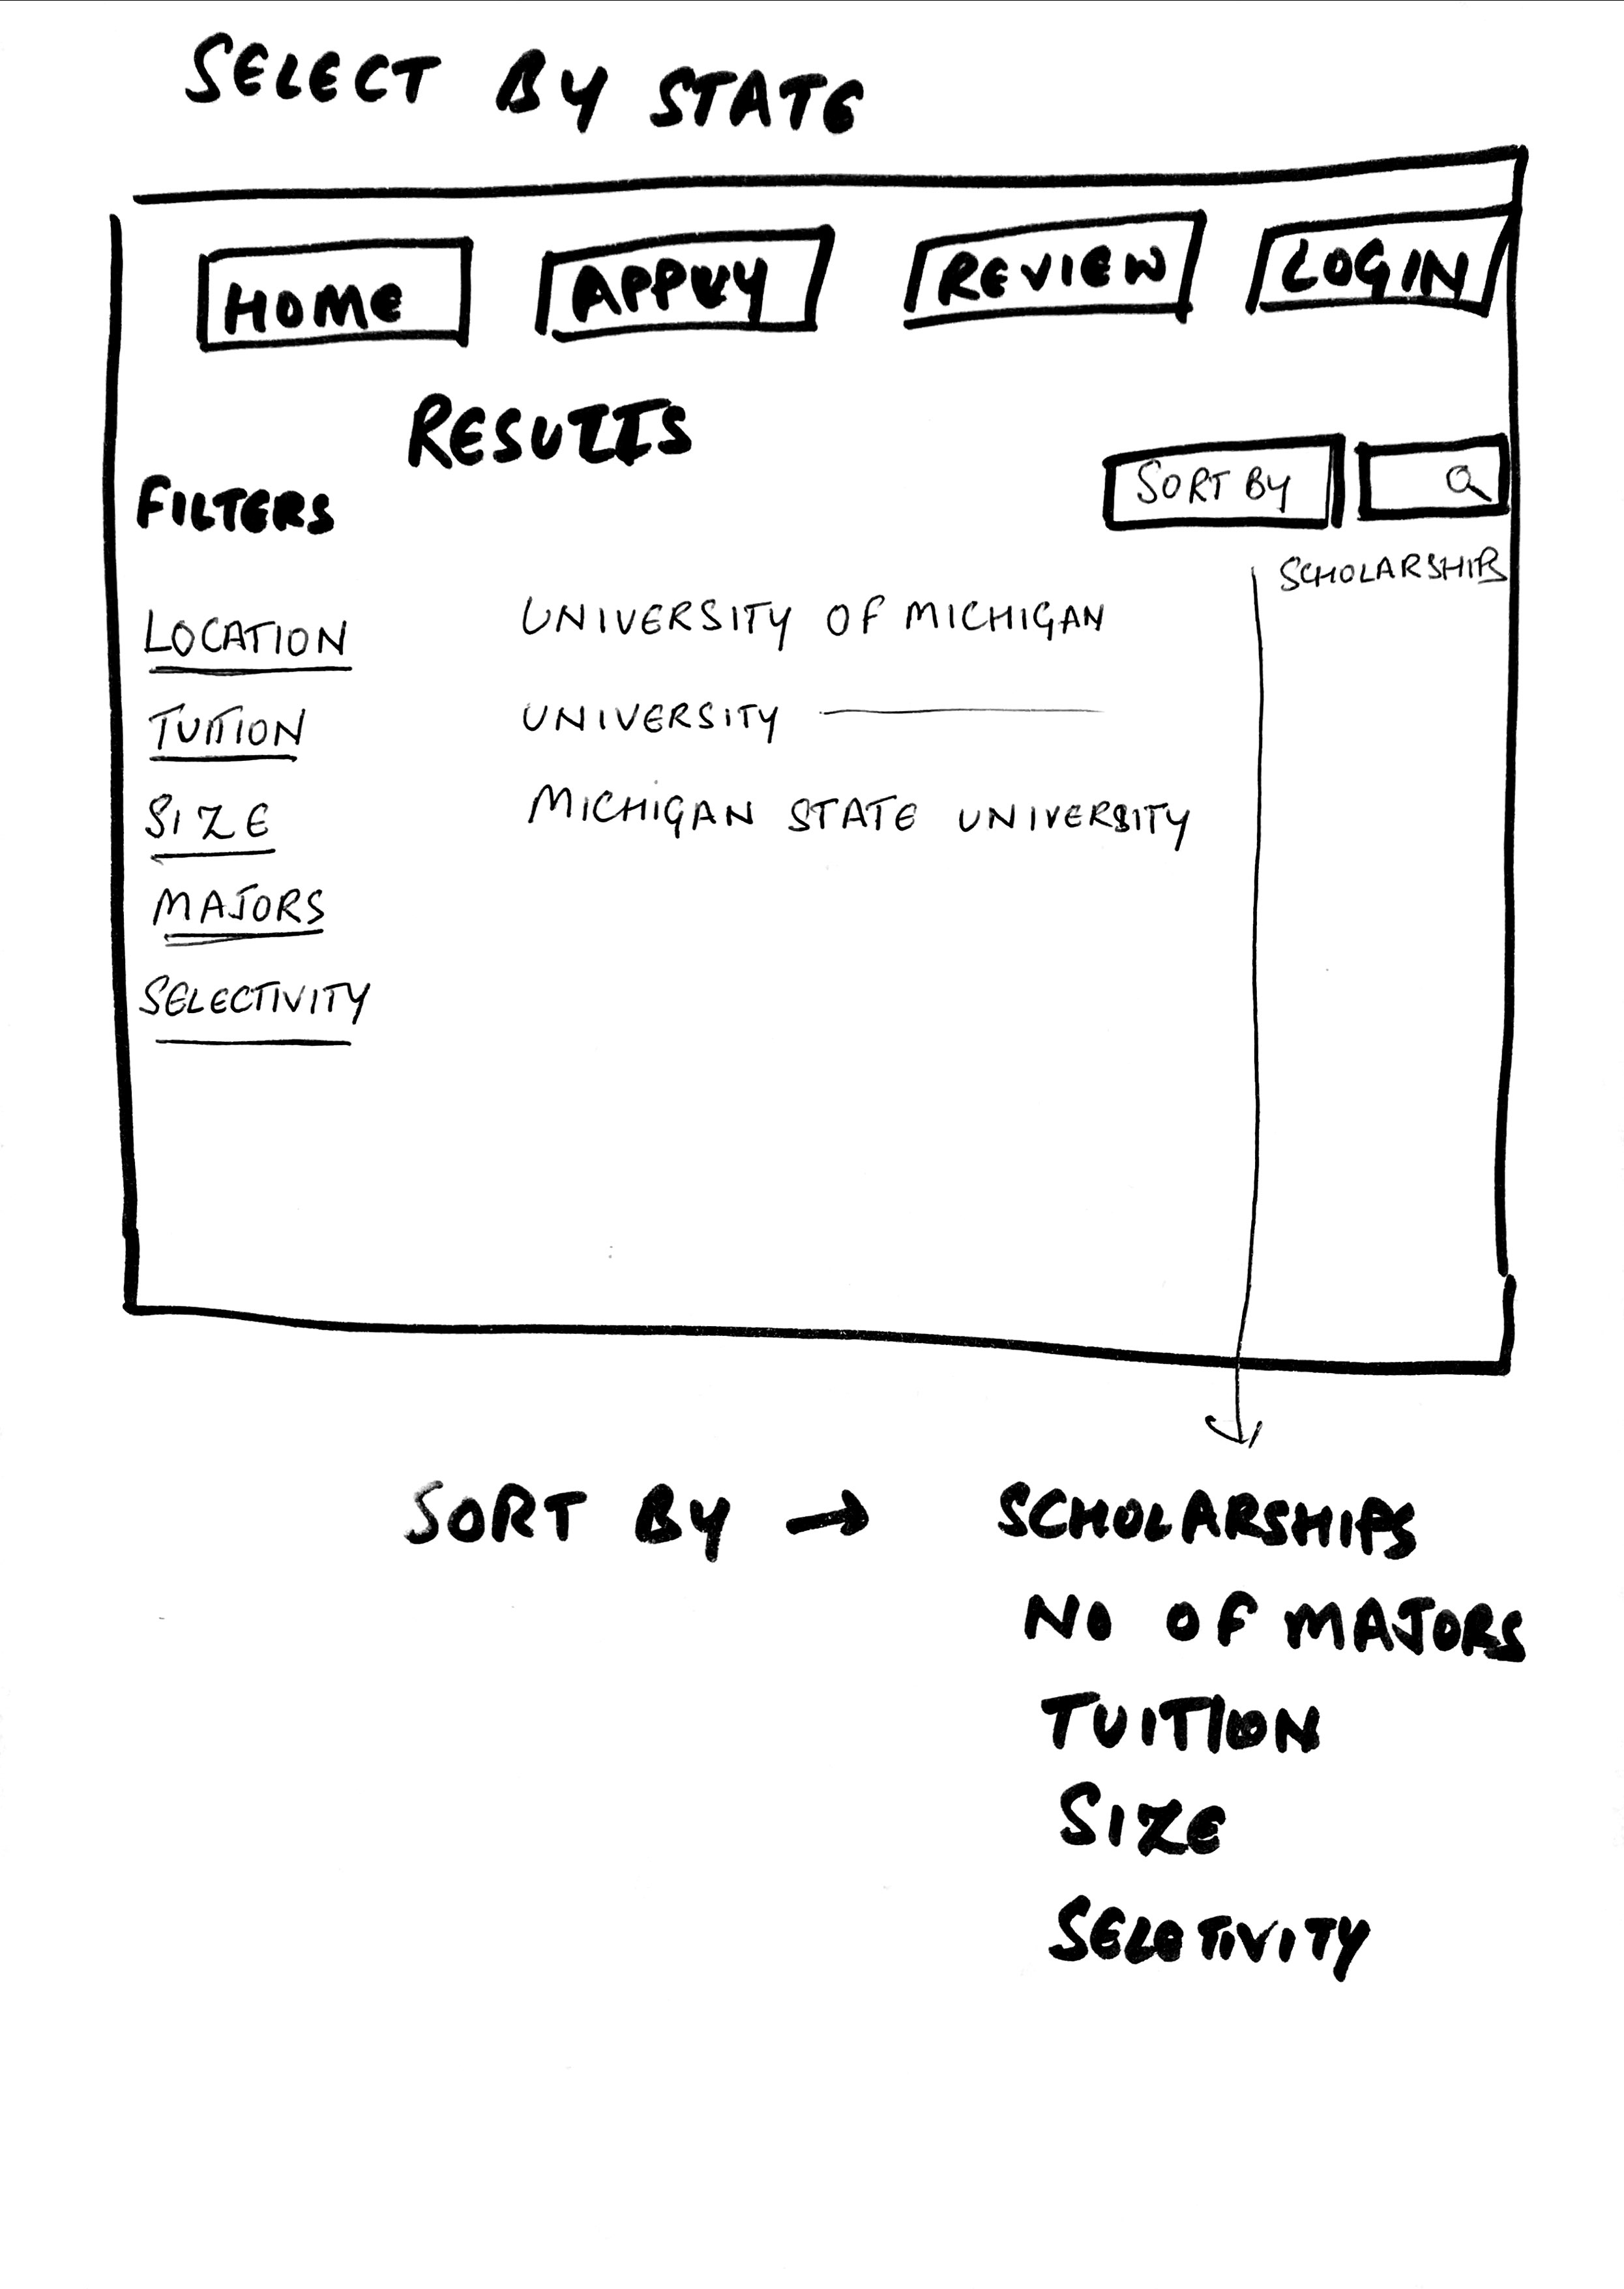 SELECT BY STATE
HOME APPLY REVIEW LOGIN
RESULTS
FILTERS
SORT BY
SCHOLARSHIPS
LOCATION
TUITION
SIZE
MAJORS
SELECTIVITY
UNIVERSITY OF MICHIGAN
UNIVERSITY
MICHIGAN STATE UNIVERSITY
SORT BY → SCHOLARSHIPS
NO OF MAJORS
TUITION
SIZE
SELCTIVITY